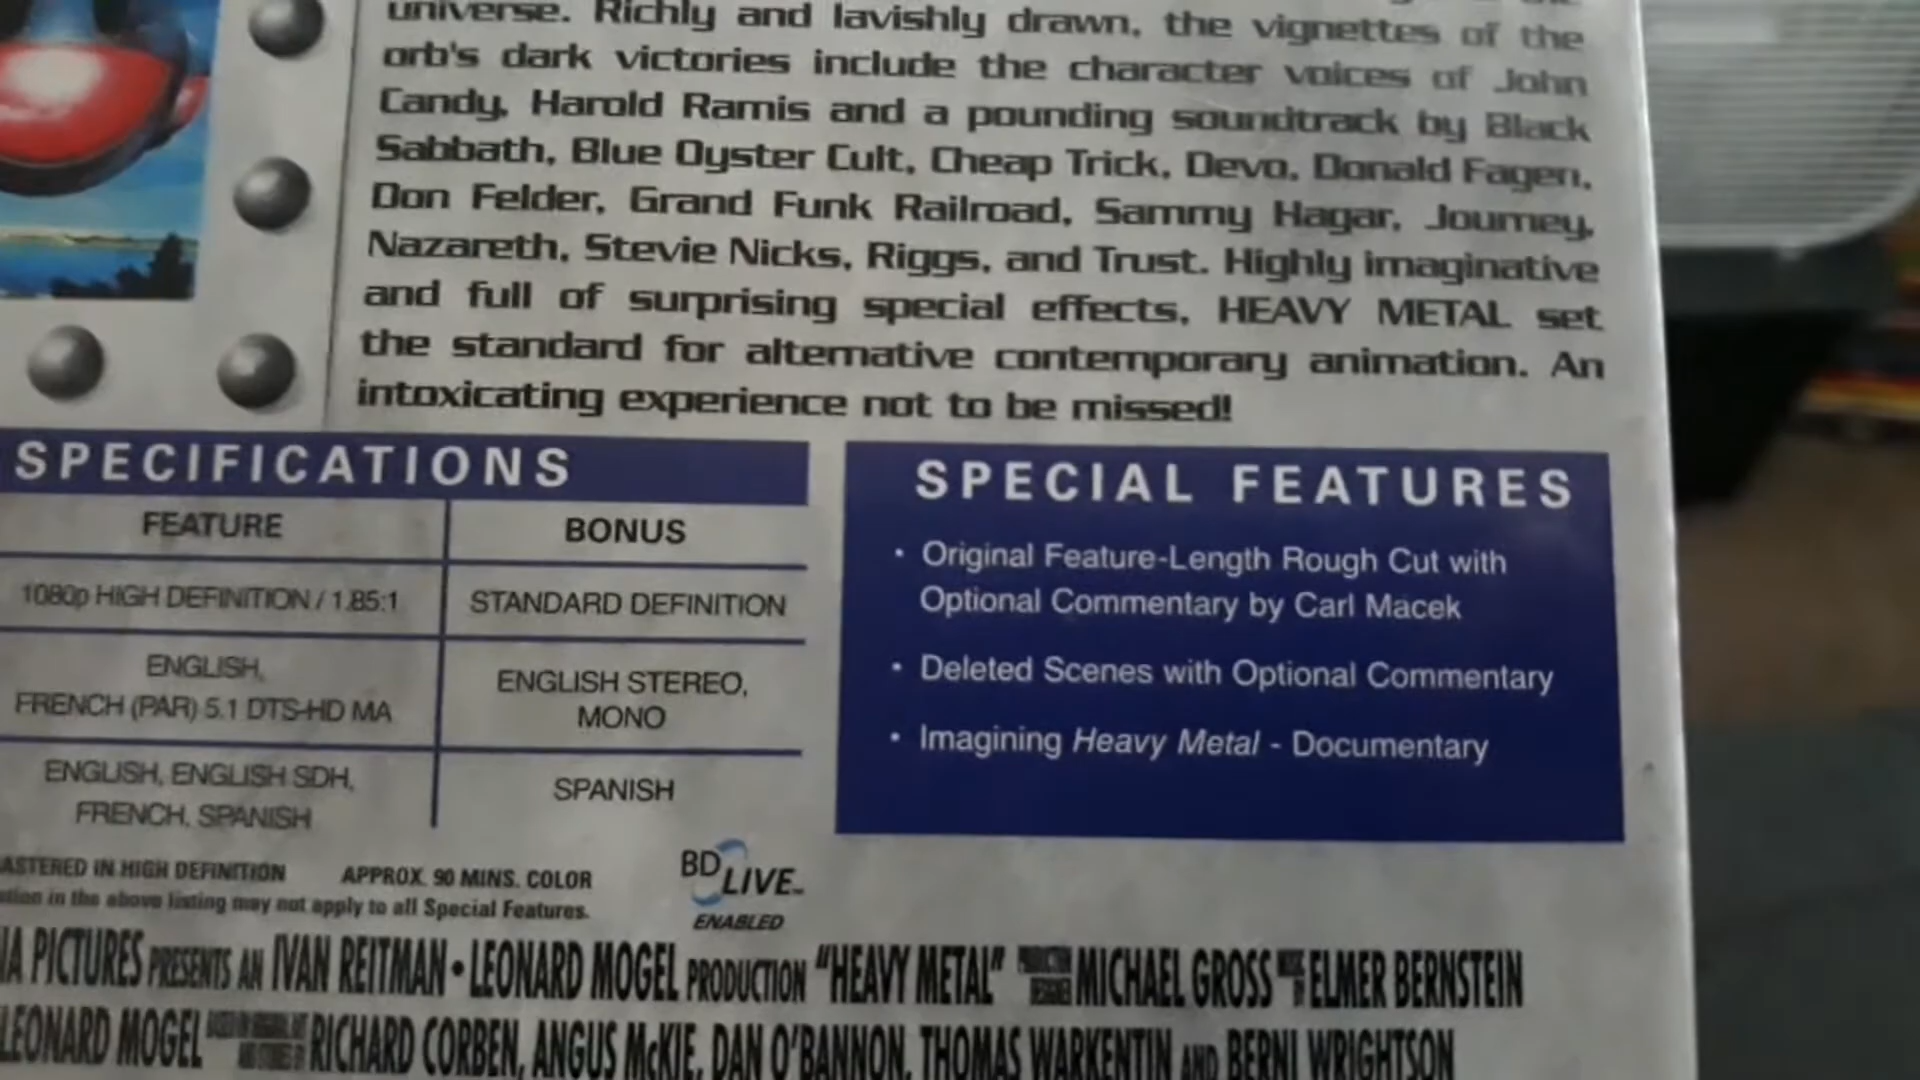 universe. Richly and lavishly drawn, the vignettes of the
orb's dark victories include the character voices of John
Candy, Harold Ramis and a pounding soundtrack by Black
Sabbath, Blue Oyster Cult, Cheap Trick, Devo, Donald Fagen,
Don Felder, Grand Funk Railroad, Sammy Hagar, Journey,
Nazareth, Stevie Nicks, Riggs, and Trust. Highly imaginative
and full of surprising special effects, HEAVY METAL set
the standard for alternative contemporary animation. An
intoxicating experience not to be missed!
SPECIFICATIONS
FEATURE BONUS
1080p HIGH DEFINITION / 1.85:1 STANDARD DEFINITION
ENGLISH,
FRENCH (PAR) 5.1 DTS-HD MA
ENGLISH STEREO,
MONO
ENGLISH, ENGLISH SDH,
FRENCH, SPANISH
SPANISH
SPECIAL FEATURES
• Original Feature-Length Rough Cut with
Optional Commentary by Carl Macek
• Deleted Scenes with Optional Commentary
• Imagining Heavy Metal - Documentary
ASTERED IN HIGH DEFINITION APPROX. 90 MINS. COLOR
in the above listing may not apply to all Special Features.
BD LIVE™
ENABLED
PICTURES PRESENTS AN IVAN REITMAN • LEONARD MOGEL PRODUCTION "HEAVY METAL" MICHAEL GROSS ELMER BERNSTEIN
LEONARD MOGEL RICHARD CORBEN, ANGUS McKIE, DAN O'BANNON, THOMAS WARKENTIN AND BERNI WRIGHTSON